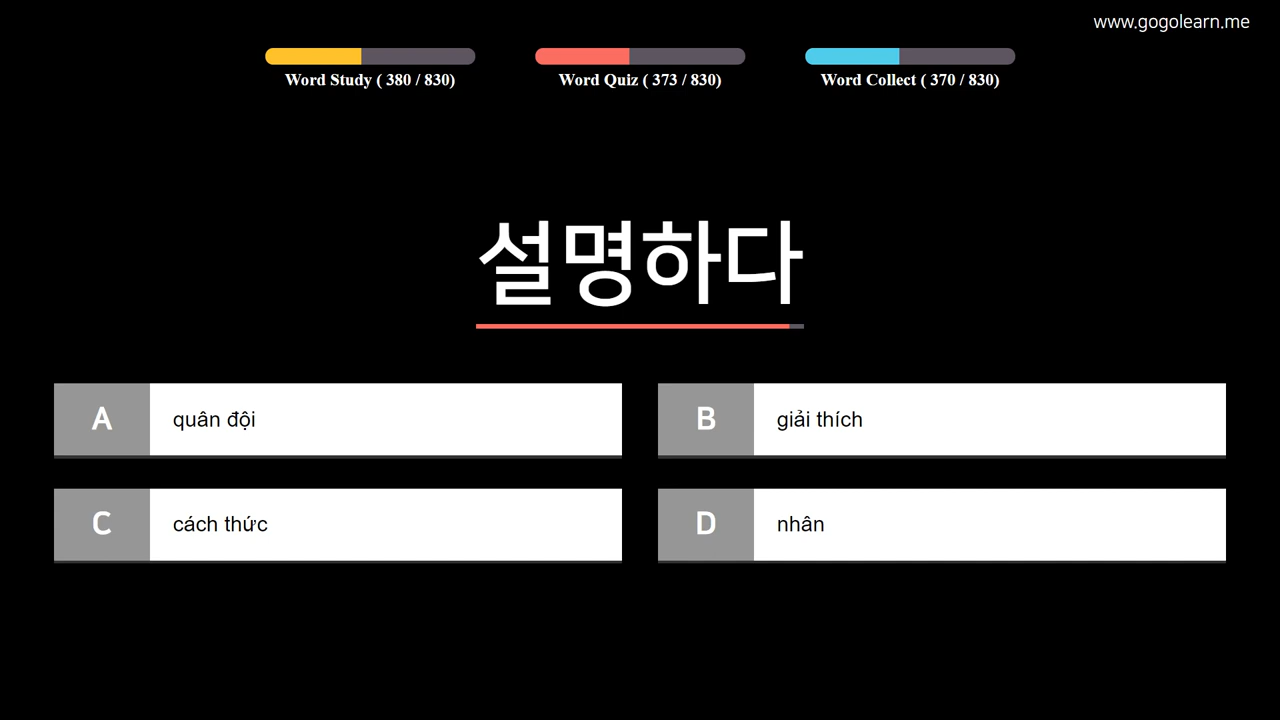 www.gogolearn.me
Word Study ( 380 / 830)
Word Quiz ( 373 / 830)
Word Collect ( 370 / 830)
설명하다
A quân đội
B giải thích
C cách thức
D nhân